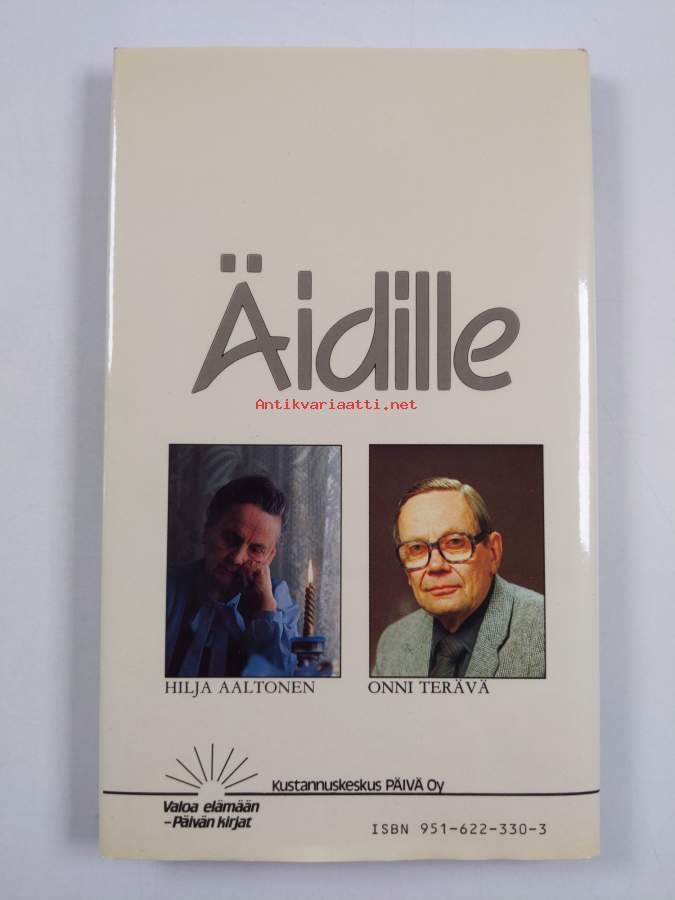 Äidille
Antikvariaatti.net
HILJA AALTONEN
ONNI TERÄVÄ
Kustannuskeskus PÄIVÄ Oy
Valoa elämään
-Päivän kirjat
ISBN 951-622-330-3